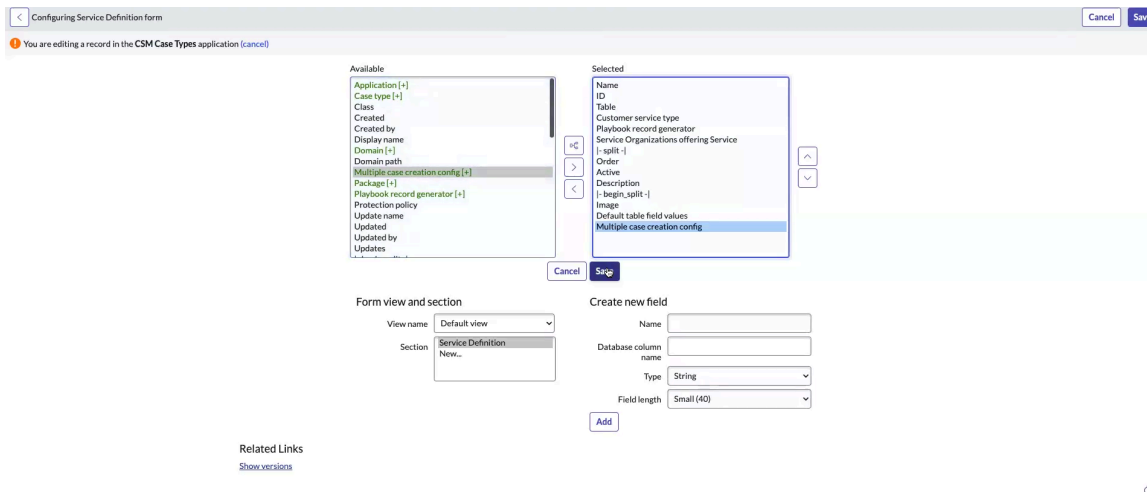 Configuring Service Definition form
Cancel
You are editing a record in the CSM Case Types application (cancel)
Available
Application [+]
Case type [+]
Class
Created
Created by
Display name
Domain [+]
Domain path
Multiple case creation config [+]
Package [+]
Playbook record generator [+]
Protection policy
Update name
Updated
Updated by
Updates
Selected
Name
ID
Table
Customer service type
Playbook record generator
Service Organizations offering Service
|- split -|
Order
Active
Description
|- begin_split -|
Image
Default table field values
Multiple case creation config
Cancel
Form view and section
View name Default view
Section Service Definition
New...
Create new field
Name
Database column
name
Type String
Field length Small (40)
Add
Related Links
Show versions